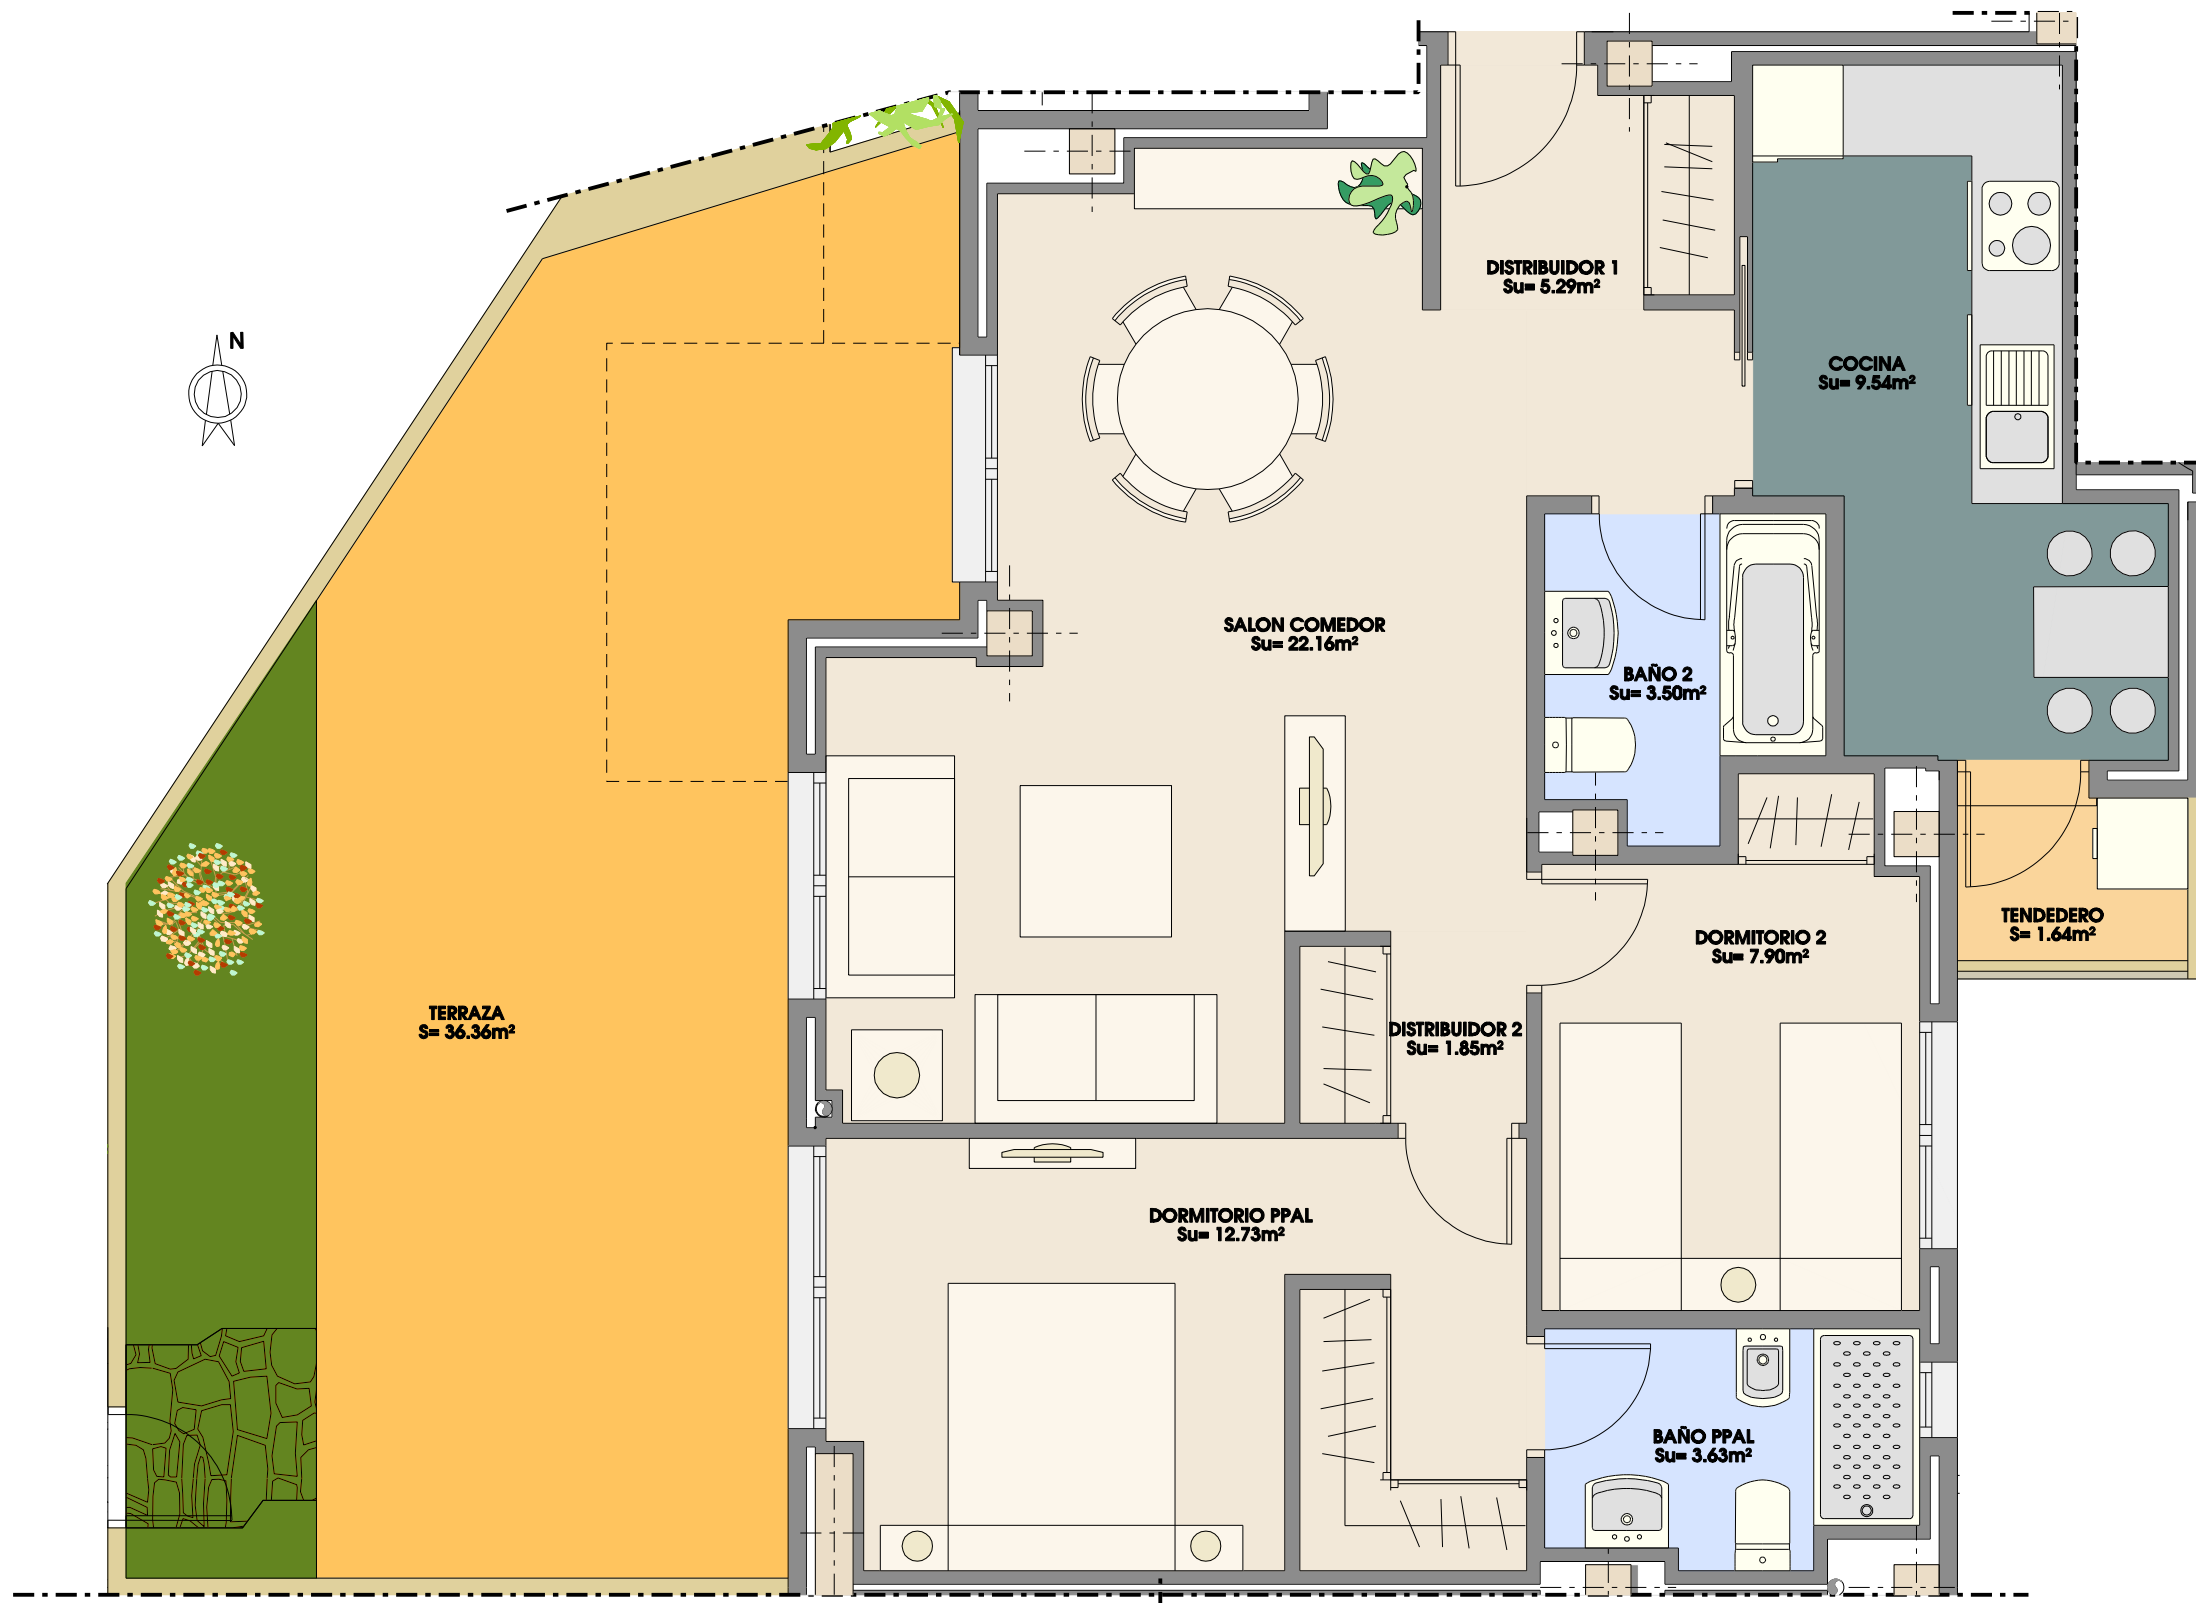 DISTRIBUIDOR 1
Su= 5.29m²
N
COCINA
Su= 9.54m²
SALON COMEDOR
Su= 22.16m²
BAÑO 2
Su= 3.50m²
TENDEDERO
S= 1.64m²
DORMITORIO 2
Su= 7.90m²
TERRAZA
S= 36.36m²
DISTRIBUIDOR 2
Su= 1.85m²
DORMITORIO PPAL
Su= 12.73m²
BAÑO PPAL
Su= 3.63m²